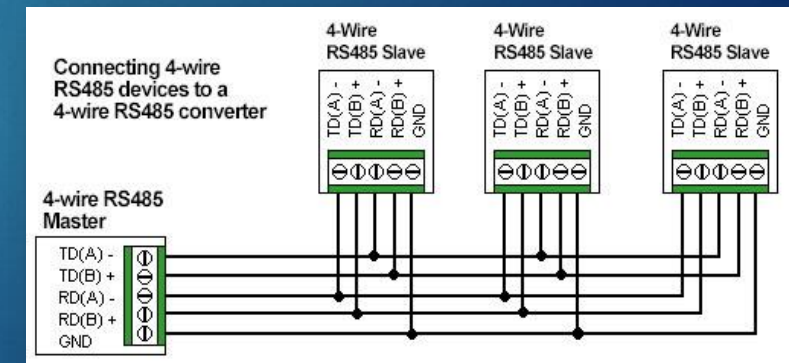 Connecting 4-wire
RS485 devices to a
4-wire RS485 converter
4-Wire
RS485 Slave
TD(A) -
TD(B) +
RD(A) -
RD(B) +
GND
4-Wire
RS485 Slave
TD(A) -
TD(B) +
RD(A) -
RD(B) +
GND
4-Wire
RS485 Slave
TD(A) -
TD(B) +
RD(A) -
RD(B) +
GND
4-wire RS485
Master
TD(A) -
TD(B) +
RD(A) -
RD(B) +
GND